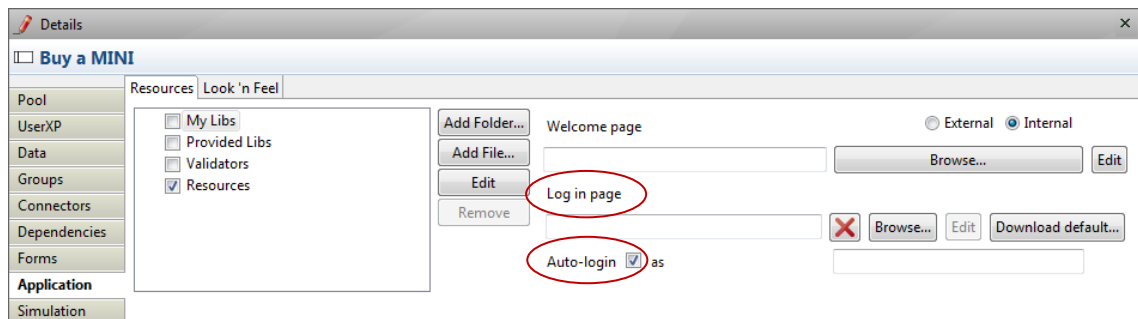 Details
Buy a MINI
Resources Look 'n Feel
Pool
UserXP
Data
Groups
Connectors
Dependencies
Forms
Application
Simulation
My Libs
Provided Libs
Validators
Resources
Add Folder...
Add File...
Edit
Remove
Welcome page External Internal
Browse... Edit
Log in page
Browse... Edit Download default...
Auto-login as